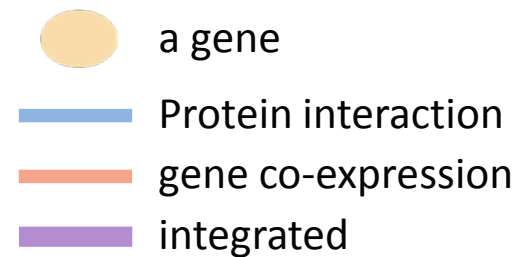 a gene
Protein interaction
gene co-expression
integrated